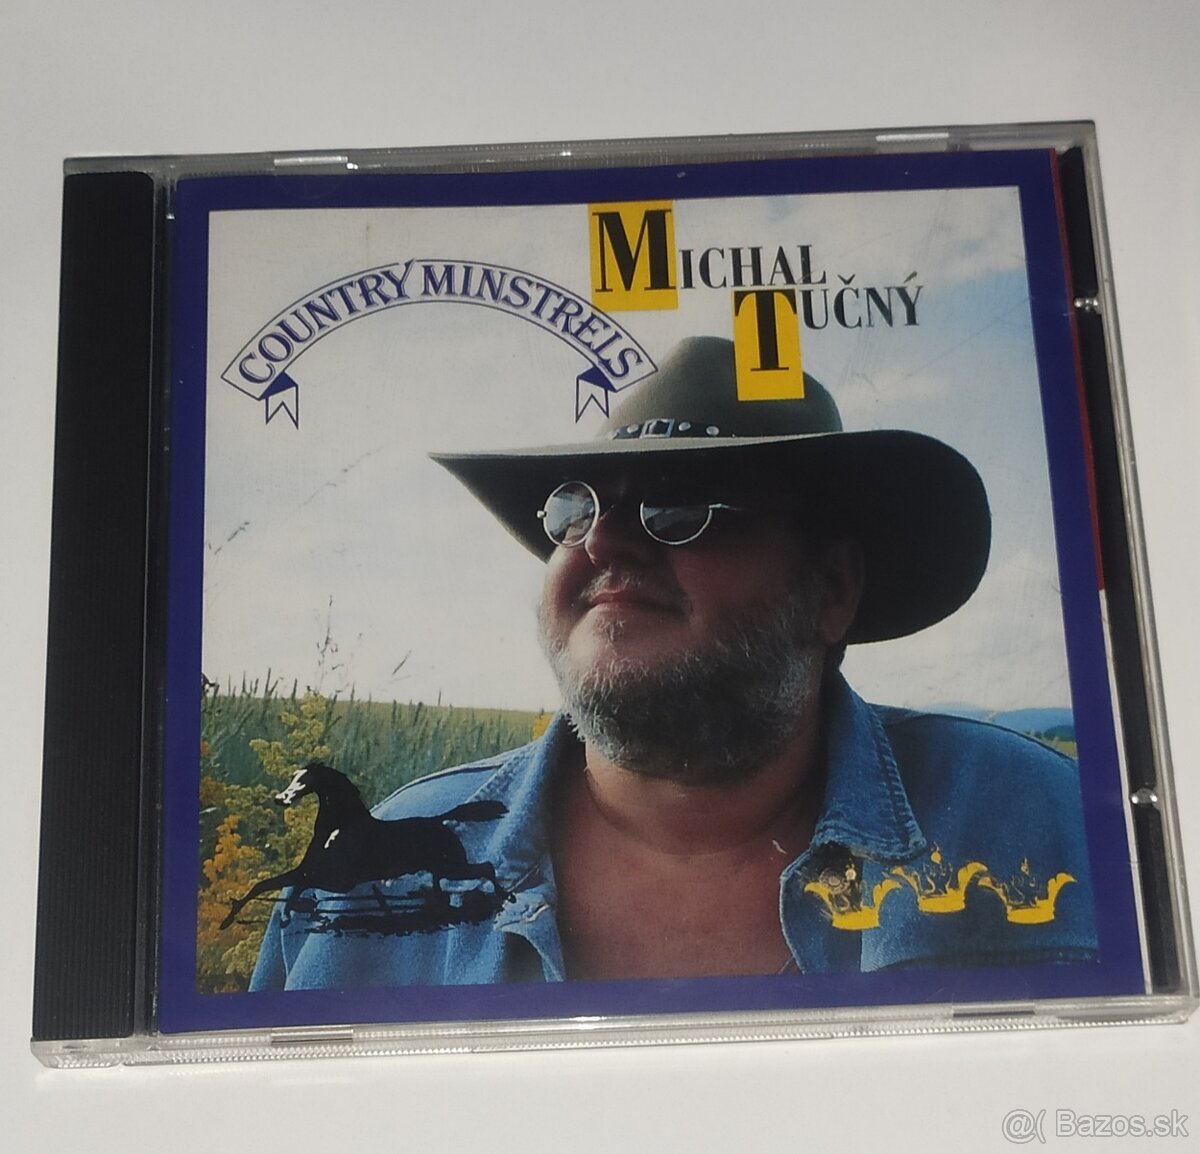 COUNTRY MINSTRELS
MICHAL
TUČNÝ
@( Bazos.sk